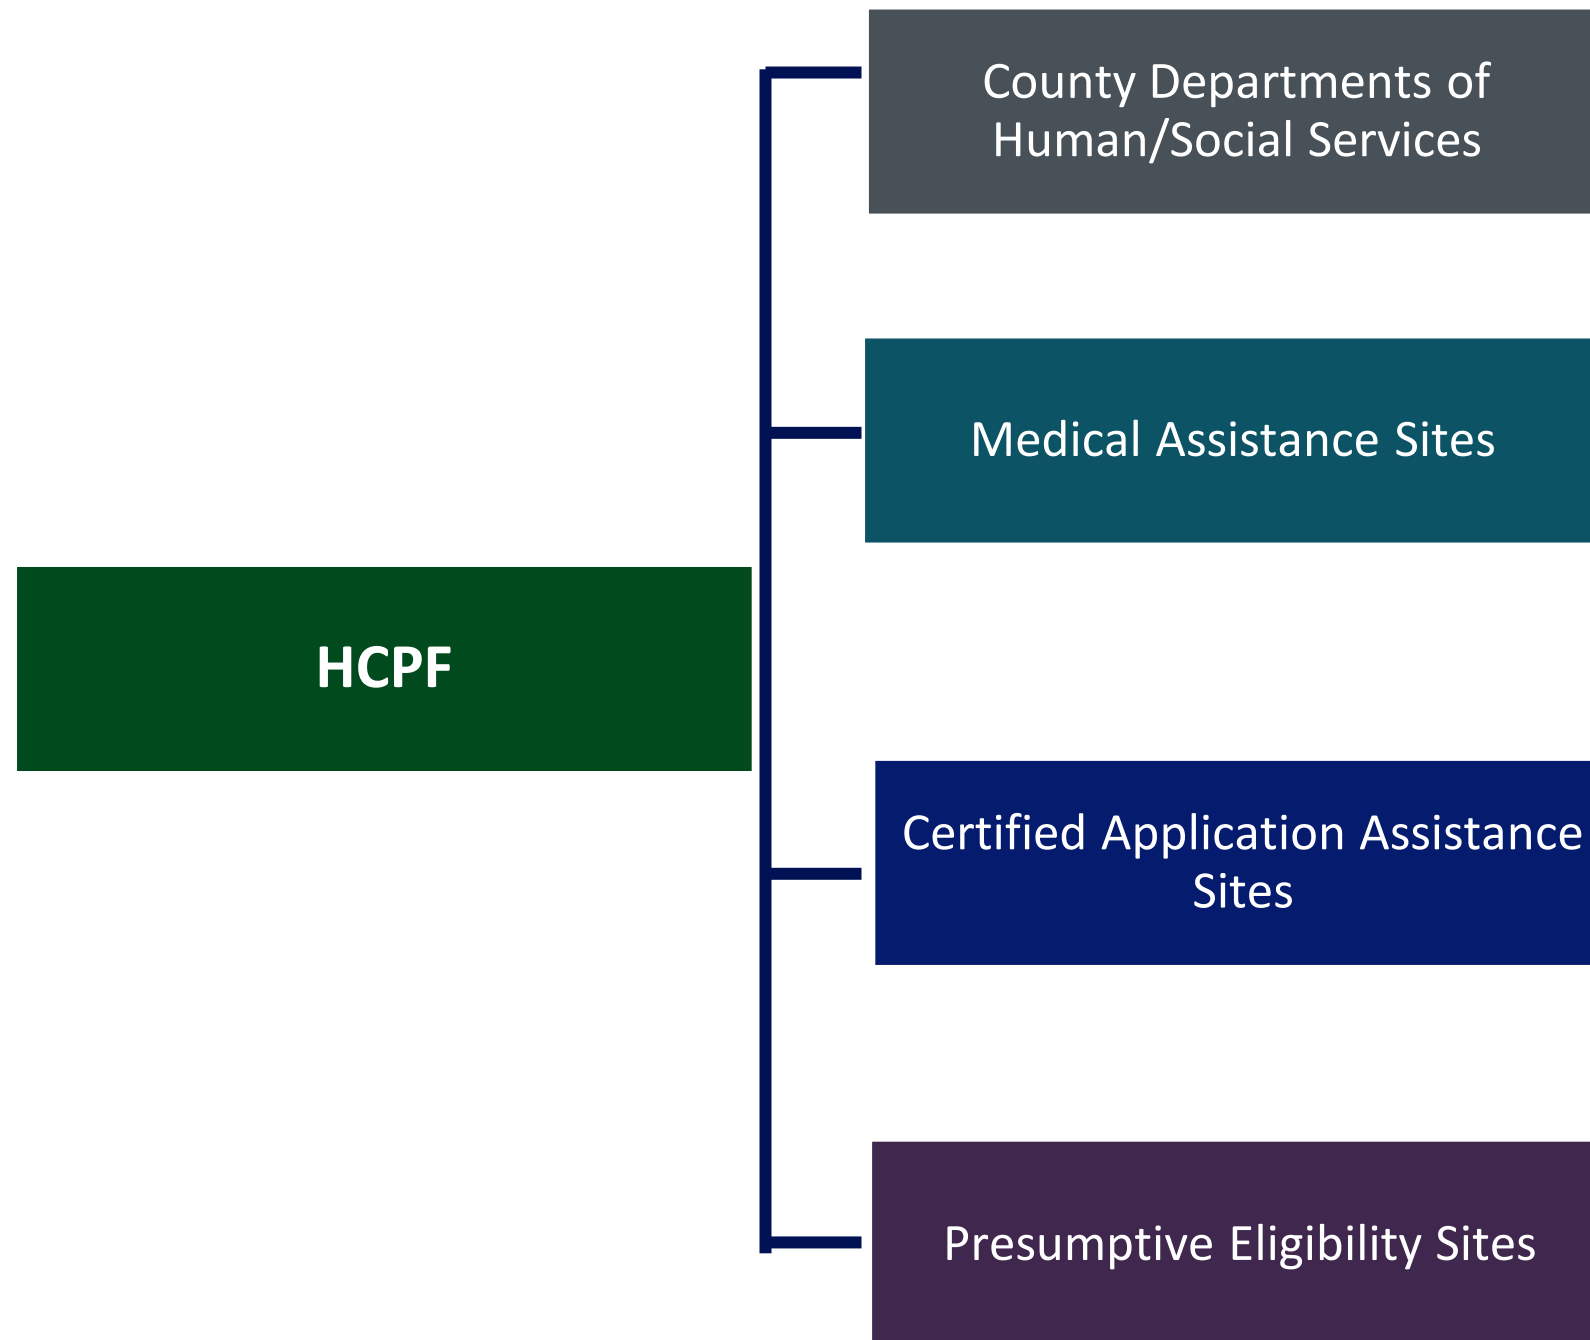 County Departments of
Human/Social Services
Medical Assistance Sites
HCPF
Certified Application Assistance
Sites
Presumptive Eligibility Sites